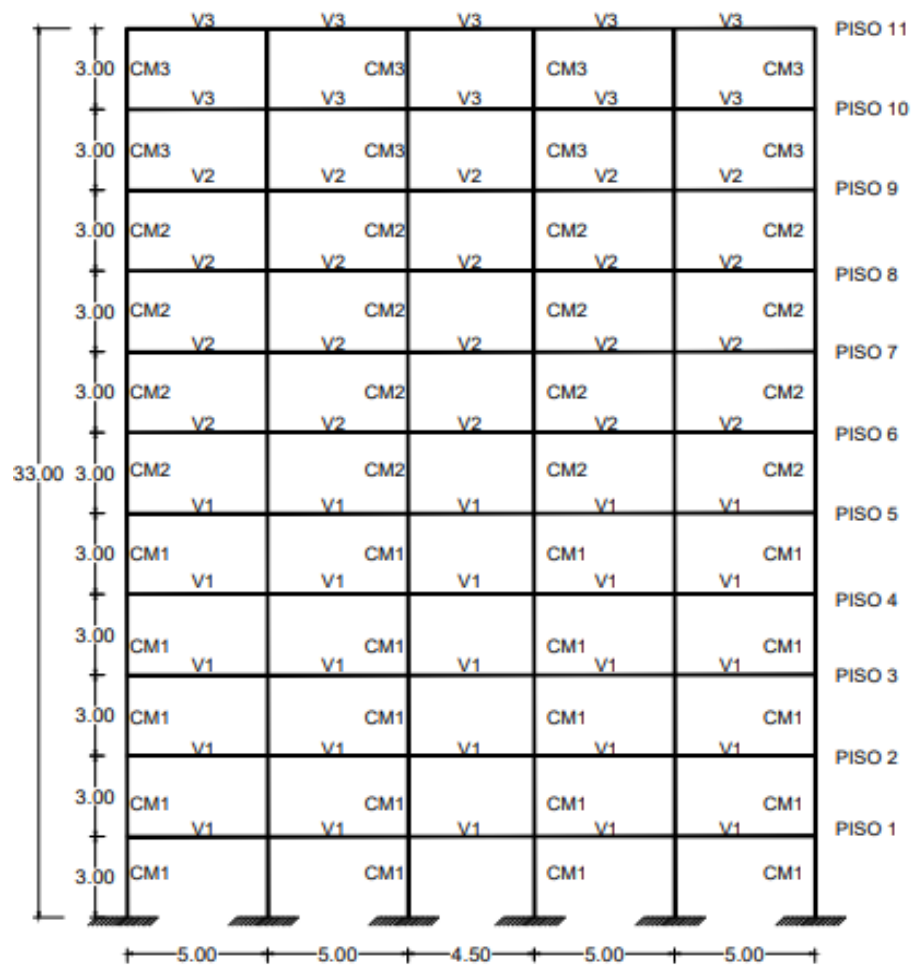 V3 V3 V3 V3 V3 PISO 11
3.00 CM3 CM3 CM3 CM3
V3 V3 V3 V3 V3 PISO 10
3.00 CM3 CM3 CM3 CM3
V2 V2 V2 V2 V2 PISO 9
3.00 CM2 CM2 CM2 CM2
V2 V2 V2 V2 V2 PISO 8
3.00 CM2 CM2 CM2 CM2
V2 V2 V2 V2 V2 PISO 7
3.00 CM2 CM2 CM2 CM2
V2 V2 V2 V2 V2 PISO 6
33.00 3.00 CM2 CM2 CM2 CM2
V1 V1 V1 V1 V1 PISO 5
3.00 CM1 CM1 CM1 CM1
V1 V1 V1 V1 V1 PISO 4
3.00 CM1 CM1 CM1 CM1
V1 V1 V1 V1 V1 PISO 3
3.00 CM1 CM1 CM1 CM1
V1 V1 V1 V1 V1 PISO 2
3.00 CM1 CM1 CM1 CM1
V1 V1 V1 V1 V1 PISO 1
3.00 CM1 CM1 CM1 CM1
5.00 5.00 4.50 5.00 5.00